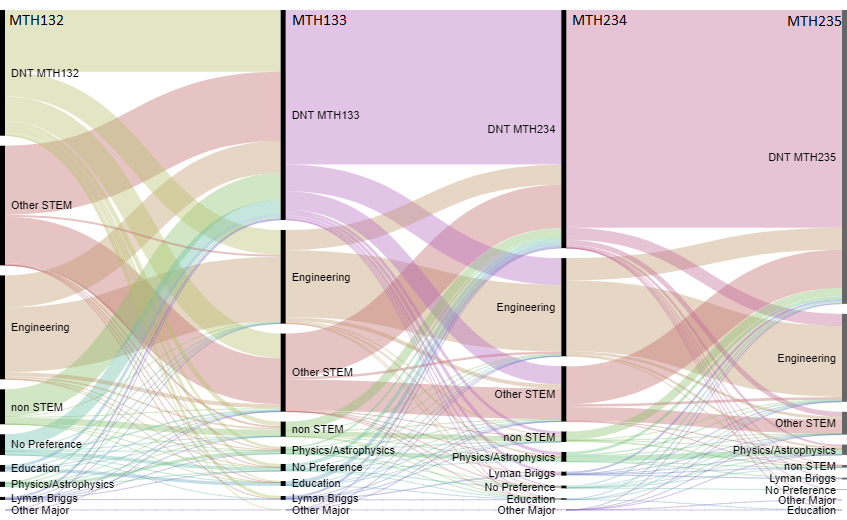 MTH132
MTH133
MTH234
MTH235
DNT MTH132
Other STEM
Engineering
non STEM
No Preference
Education
Physics/Astrophysics
Lyman Briggs
Other Major
DNT MTH133
Engineering
Other STEM
non STEM
Physics/Astrophysics
No Preference
Education
Lyman Briggs
Other Major
DNT MTH234
Engineering
Other STEM
non STEM
Physics/Astrophysics
Lyman Briggs
No Preference
Education
Other Major
DNT MTH235
Engineering
Other STEM
Physics/Astrophysics
non STEM
Lyman Briggs
No Preference
Other Major
Education